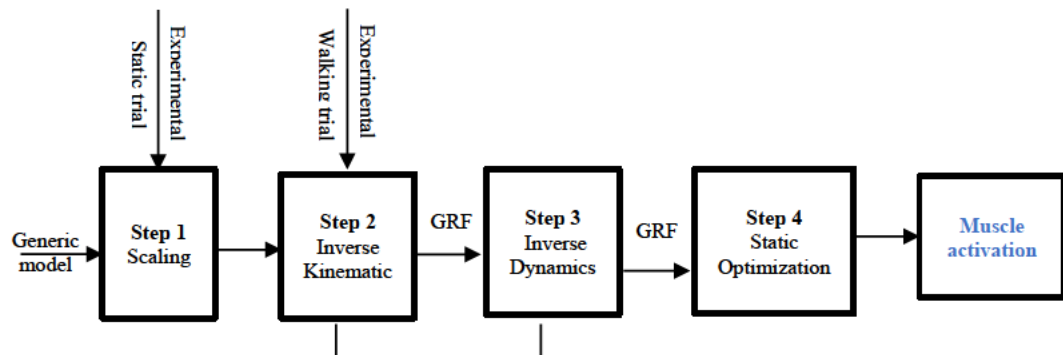 Experimental
Static trial
Experimental
Walking trial
Generic
model
Step 1
Scaling
Step 2
Inverse
Kinematic
GRF
Step 3
Inverse
Dynamics
GRF
Step 4
Static
Optimization
Muscle
activation